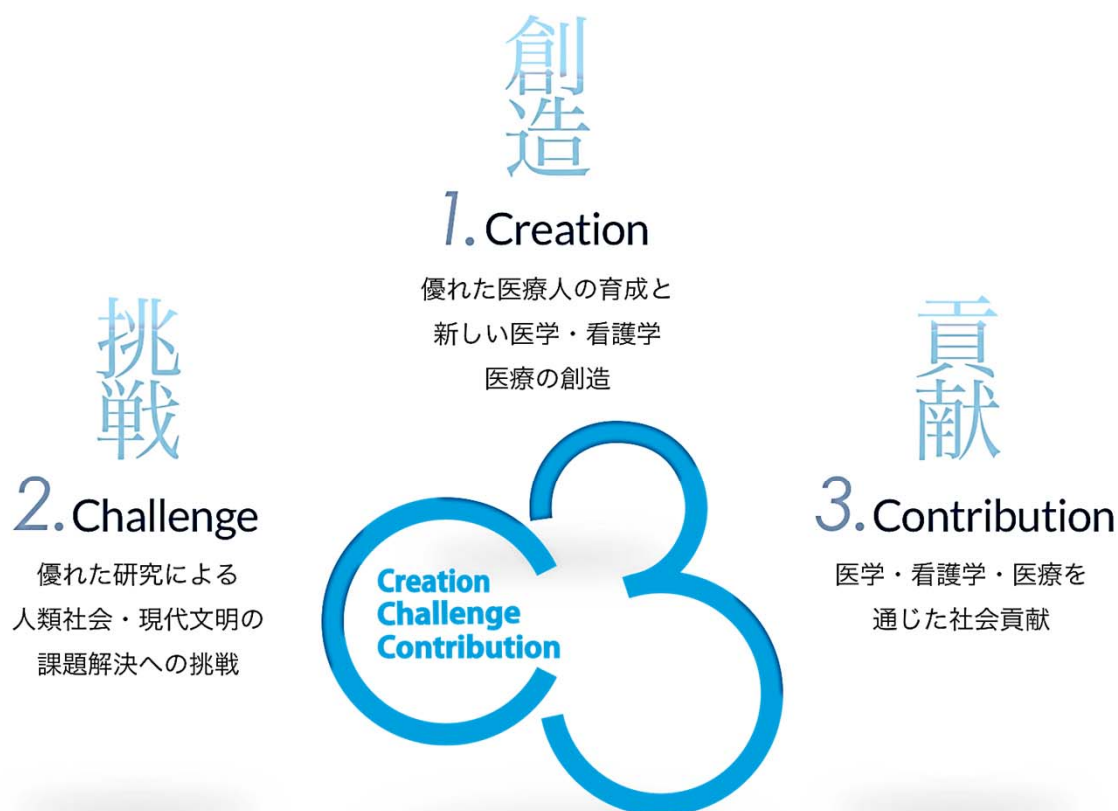 創造
1. Creation
優れた医療人の育成と
新しい医学・看護学
医療の創造
挑戦
2. Challenge
優れた研究による
人類社会・現代文明の
課題解決への挑戦
貢献
3. Contribution
医学・看護学・医療を
通じた社会貢献
Creation
Challenge
Contribution
C3